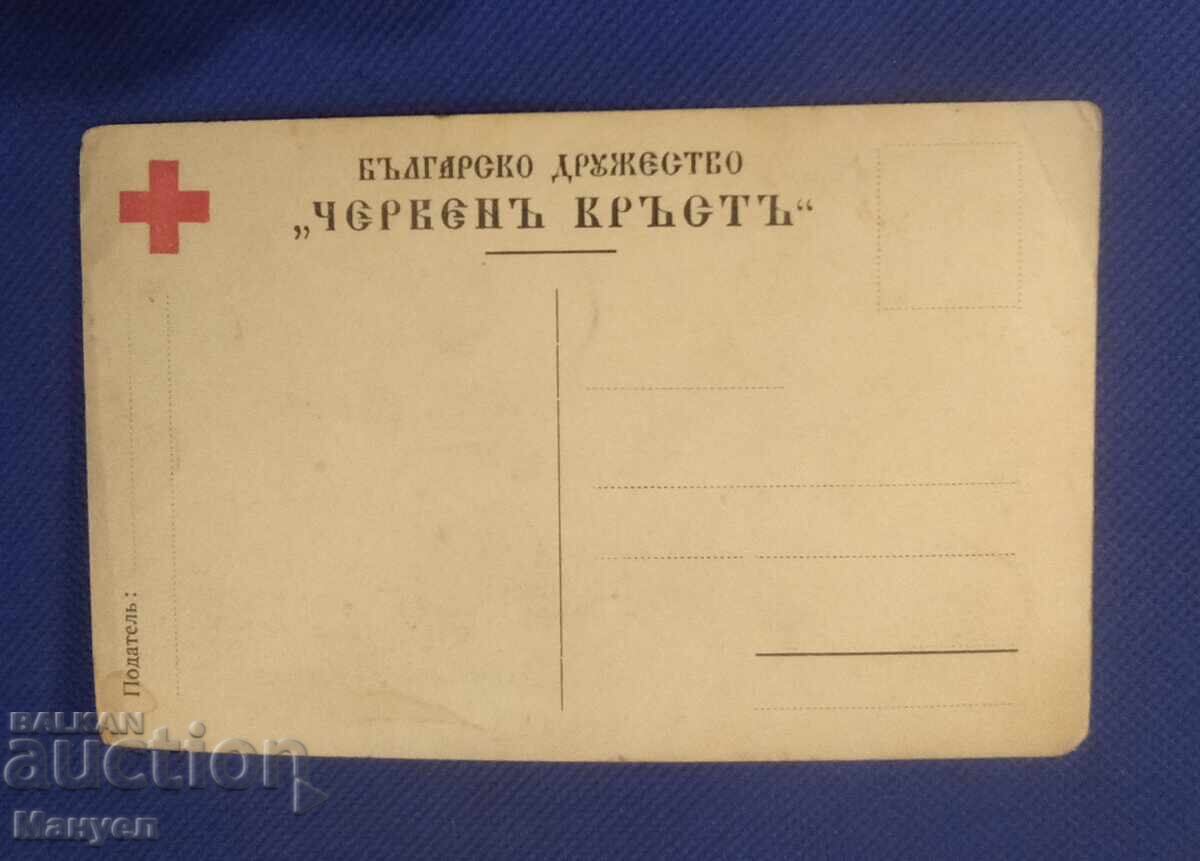 БЪЛГАРСКО ДРУЖЕСТВО
„ЧЕРВЕНЪ КРЪСТЪ“
Податель:
BALKAN
auction
Мануел